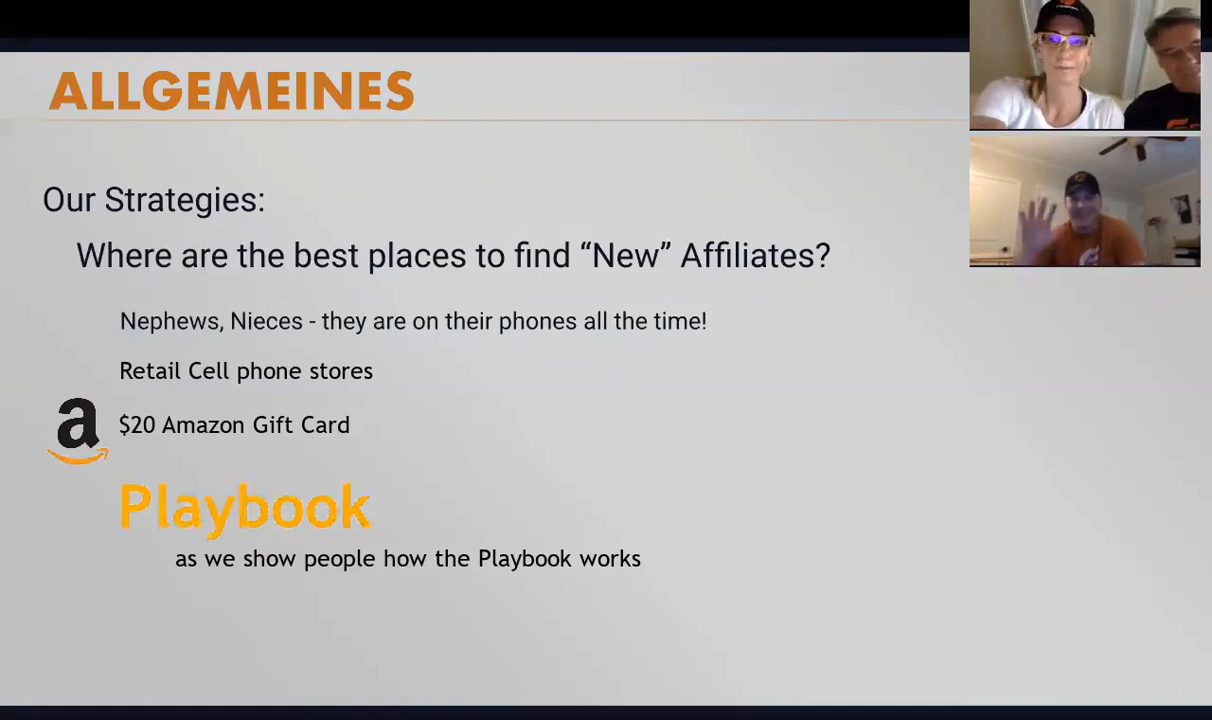 ALLGEMEINES
Our Strategies:
Where are the best places to find “New” Affiliates?
Nephews, Nieces - they are on their phones all the time!
Retail Cell phone stores
a
$20 Amazon Gift Card
Playbook
as we show people how the Playbook works